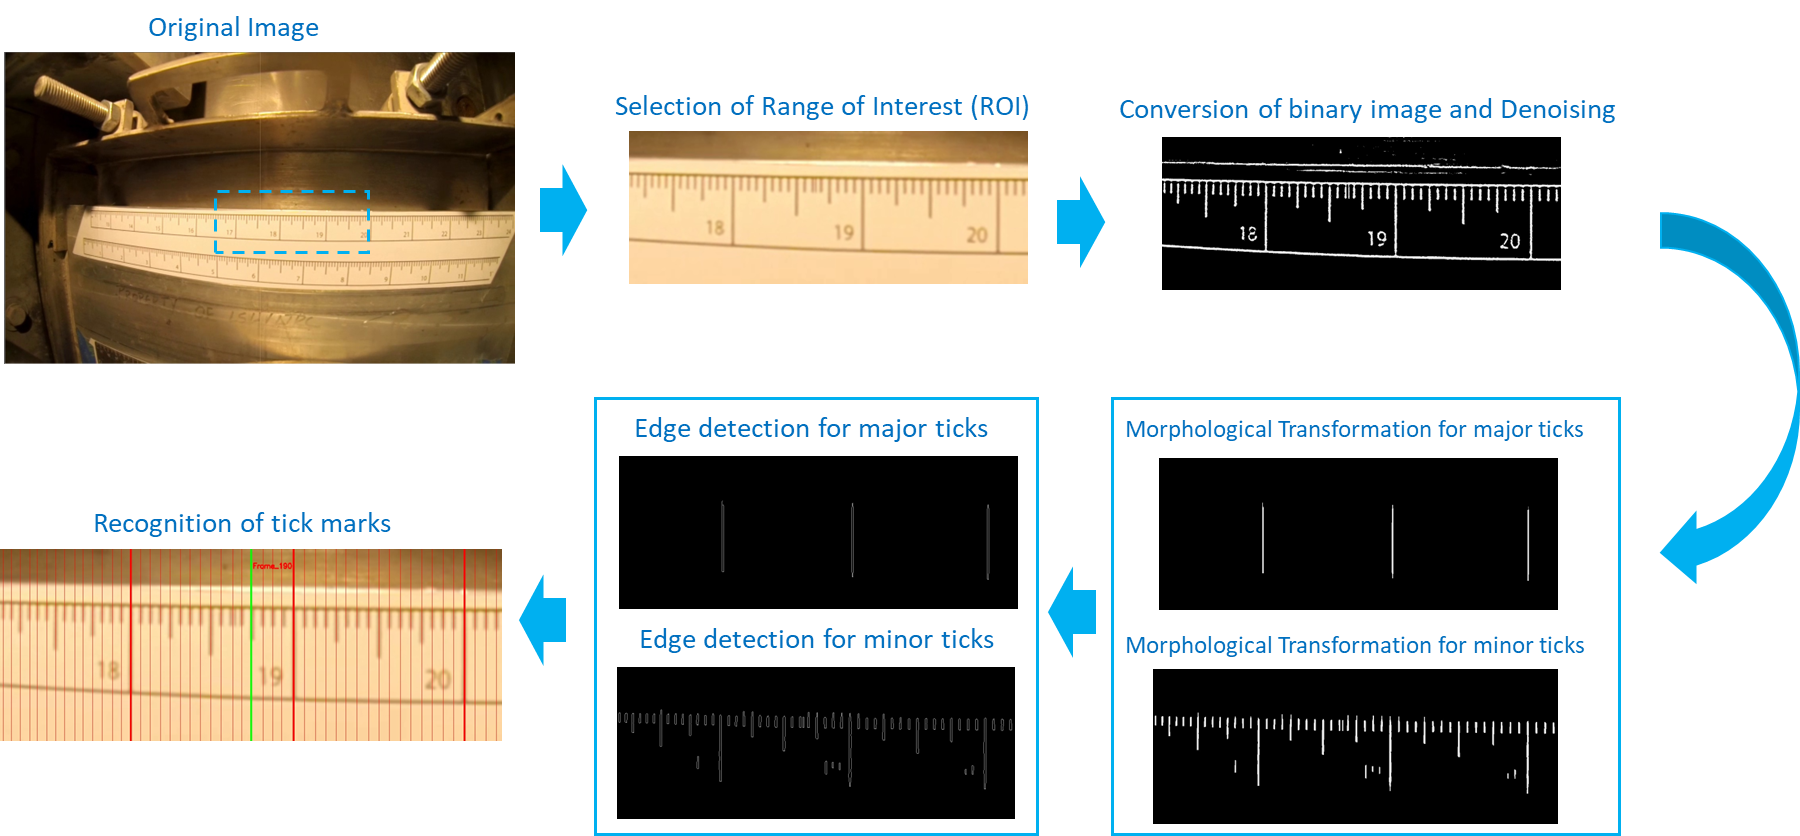 Original Image
Selection of Range of Interest (ROI)
18 19 20
Conversion of binary image and Denoising
18 19 20
Morphological Transformation for major ticks
Morphological Transformation for minor ticks
Edge detection for major ticks
Edge detection for minor ticks
Recognition of tick marks
Frame_190
18 19 20